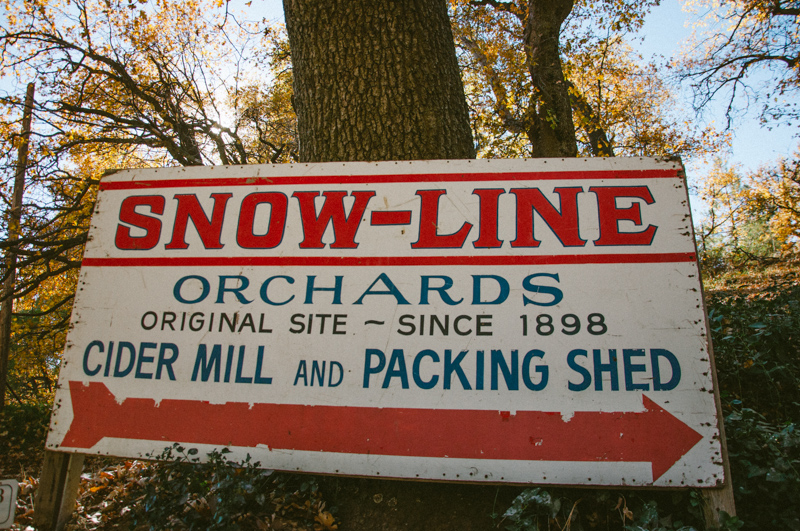 SNOW-LINE
ORCHARDS
ORIGINAL SITE ~ SINCE 1898
CIDER MILL AND PACKING SHED